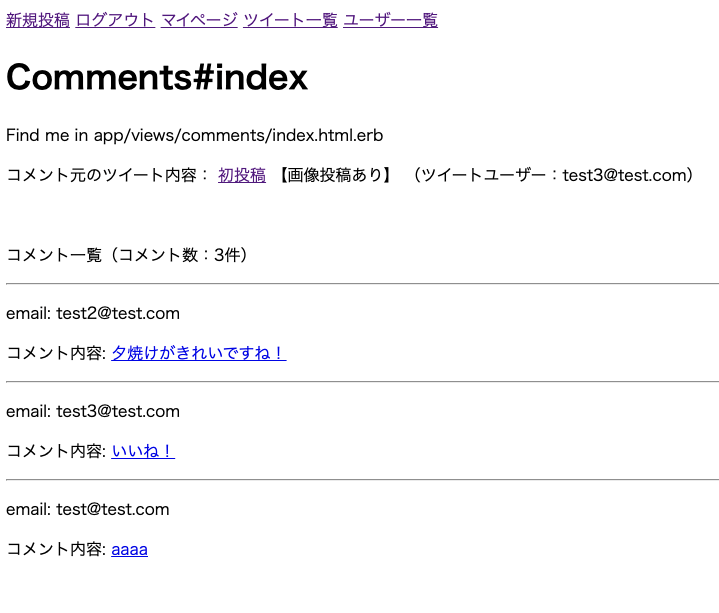 新規投稿 ログアウト マイページ ツイート一覧 ユーザー一覧
Comments#index
Find me in app/views/comments/index.html.erb
コメント元のツイート内容： 初投稿 【画像投稿あり】 （ツイートユーザー：test3@test.com）
コメント一覧（コメント数：3件）
email: test2@test.com
コメント内容: 夕焼けがきれいですね！
email: test3@test.com
コメント内容: いいね！
email: test@test.com
コメント内容: aaaa